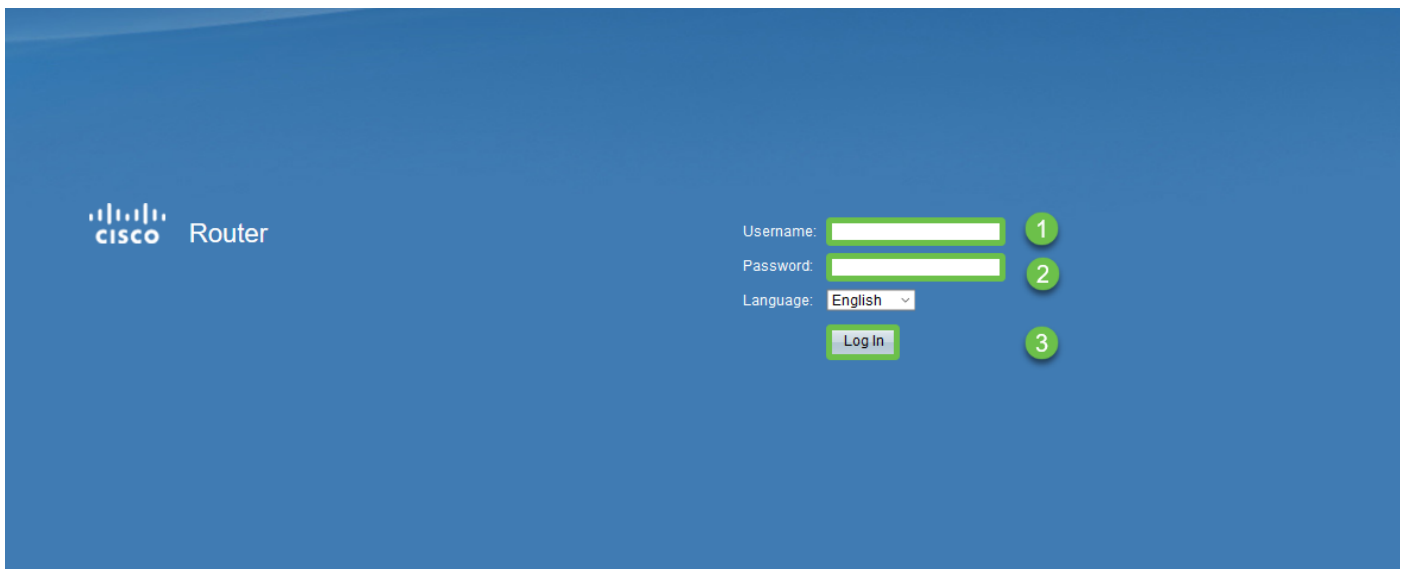 CISCO Router
Username: 1
Password: 2
Language: English
Log In 3